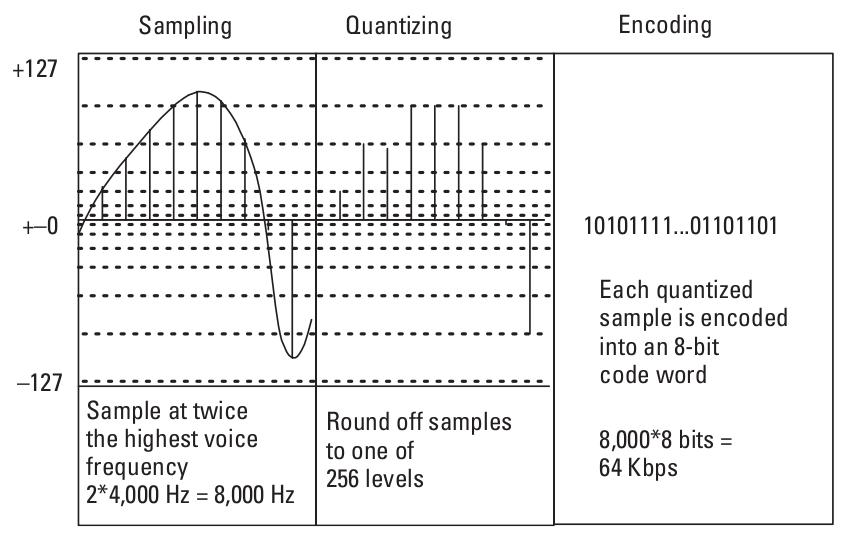 Sampling
Quantizing
Encoding
+127
+–0
–127
10101111...01101101
Each quantized
sample is encoded
into an 8-bit
code word
8,000*8 bits =
64 Kbps
Sample at twice
the highest voice
frequency
2*4,000 Hz = 8,000 Hz
Round off samples
to one of
256 levels